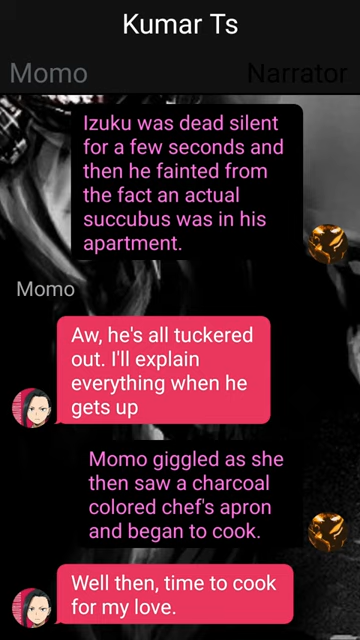 Kumar Ts
Momo
Narrator
Izuku was dead silent
for a few seconds and
then he fainted from
the fact an actual
succubus was in his
apartment.
Momo
Aw, he's all tuckered
out. I'll explain
everything when he
gets up
Momo giggled as she
then saw a charcoal
colored chef's apron
and began to cook.
Well then, time to cook
for my love.